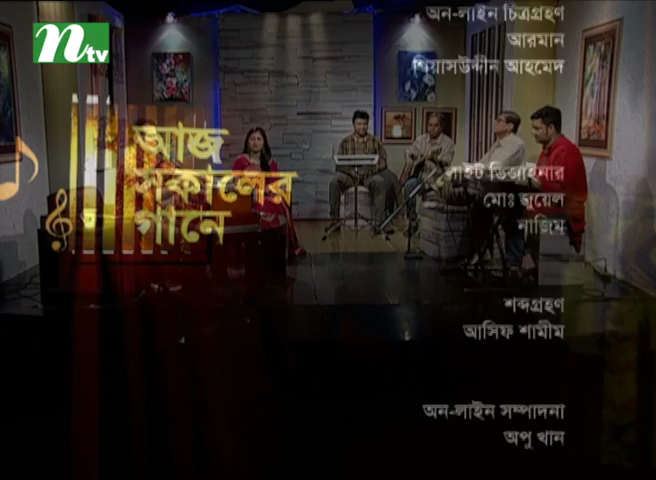 ntv
আজ
সকালের
গানে
অন-লাইন চিত্রগ্রহণ
আরমান
গিয়াসউদ্দীন আহমেদ
লাইট ডিজাইনার
মোঃ জুয়েল
নাজিম
শব্দগ্রহণ
আসিফ শামীম
অন-লাইন সম্পাদনা
অপু খান